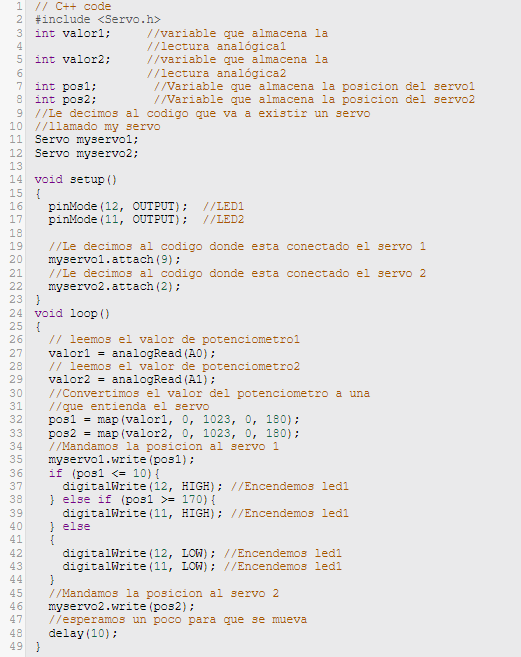 1 // C++ code
2 #include <Servo.h>
3 int valor1;     //variable que almacena la
4                 //lectura analógica1
5 int valor2;     //variable que almacena la
6                 //lectura analógica2
7 int pos1;        //Variable que almacena la posicion del servo1
8 int pos2;        //Variable que almacena la posicion del servo2
9 //Le decimos al codigo que va a existir un servo
10 //llamado my servo
11 Servo myservo1;
12 Servo myservo2;
13
14 void setup()
15 {
16   pinMode(12, OUTPUT);  //LED1
17   pinMode(11, OUTPUT);  //LED2
18
19   //Le decimos al codigo donde esta conectado el servo 1
20   myservo1.attach(9);
21   //Le decimos al codigo donde esta conectado el servo 2
22   myservo2.attach(2);
23 }
24 void loop()
25 {
26   // leemos el valor de potenciometro1
27   valor1 = analogRead(A0);
28   // leemos el valor de potenciometro2
29   valor2 = analogRead(A1);
30   //Convertimos el valor del potenciometro a una
31   //que entienda el servo
32   pos1 = map(valor1, 0, 1023, 0, 180);
33   pos2 = map(valor2, 0, 1023, 0, 180);
34   //Mandamos la posicion al servo 1
35   myservo1.write(pos1);
36   if (pos1 <= 10){
37     digitalWrite(12, HIGH); //Encendemos led1
38   } else if (pos1 >= 170){
39     digitalWrite(11, HIGH); //Encendemos led1
40   } else
41   {
42     digitalWrite(12, LOW); //Encendemos led1
43     digitalWrite(11, LOW); //Encendemos led1
44   }
45   //Mandamos la posicion al servo 2
46   myservo2.write(pos2);
47   //esperamos un poco para que se mueva
48   delay(10);
49 }